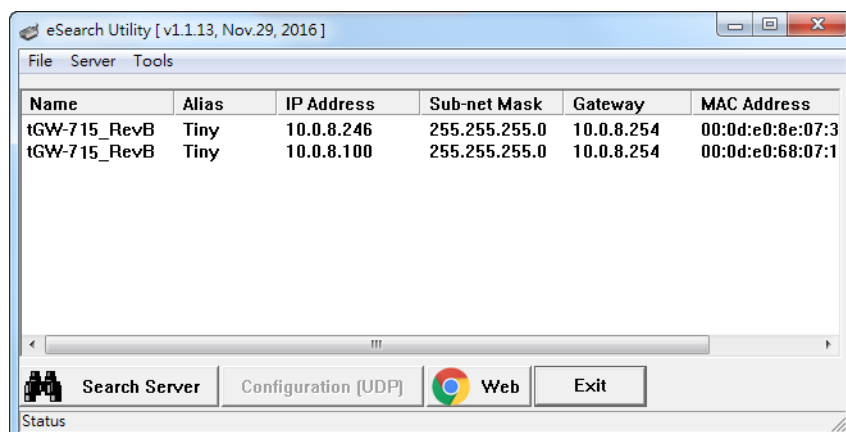 eSearch Utility [ v1.1.13, Nov.29, 2016 ]
File Server Tools
Name Alias IP Address Sub-net Mask Gateway MAC Address
tGW-715_RevB Tiny 10.0.8.246 255.255.255.0 10.0.8.254 00:0d:e0:8e:07:3
tGW-715_RevB Tiny 10.0.8.100 255.255.255.0 10.0.8.254 00:0d:e0:68:07:1
Search Server Configuration (UDP) Web Exit
Status